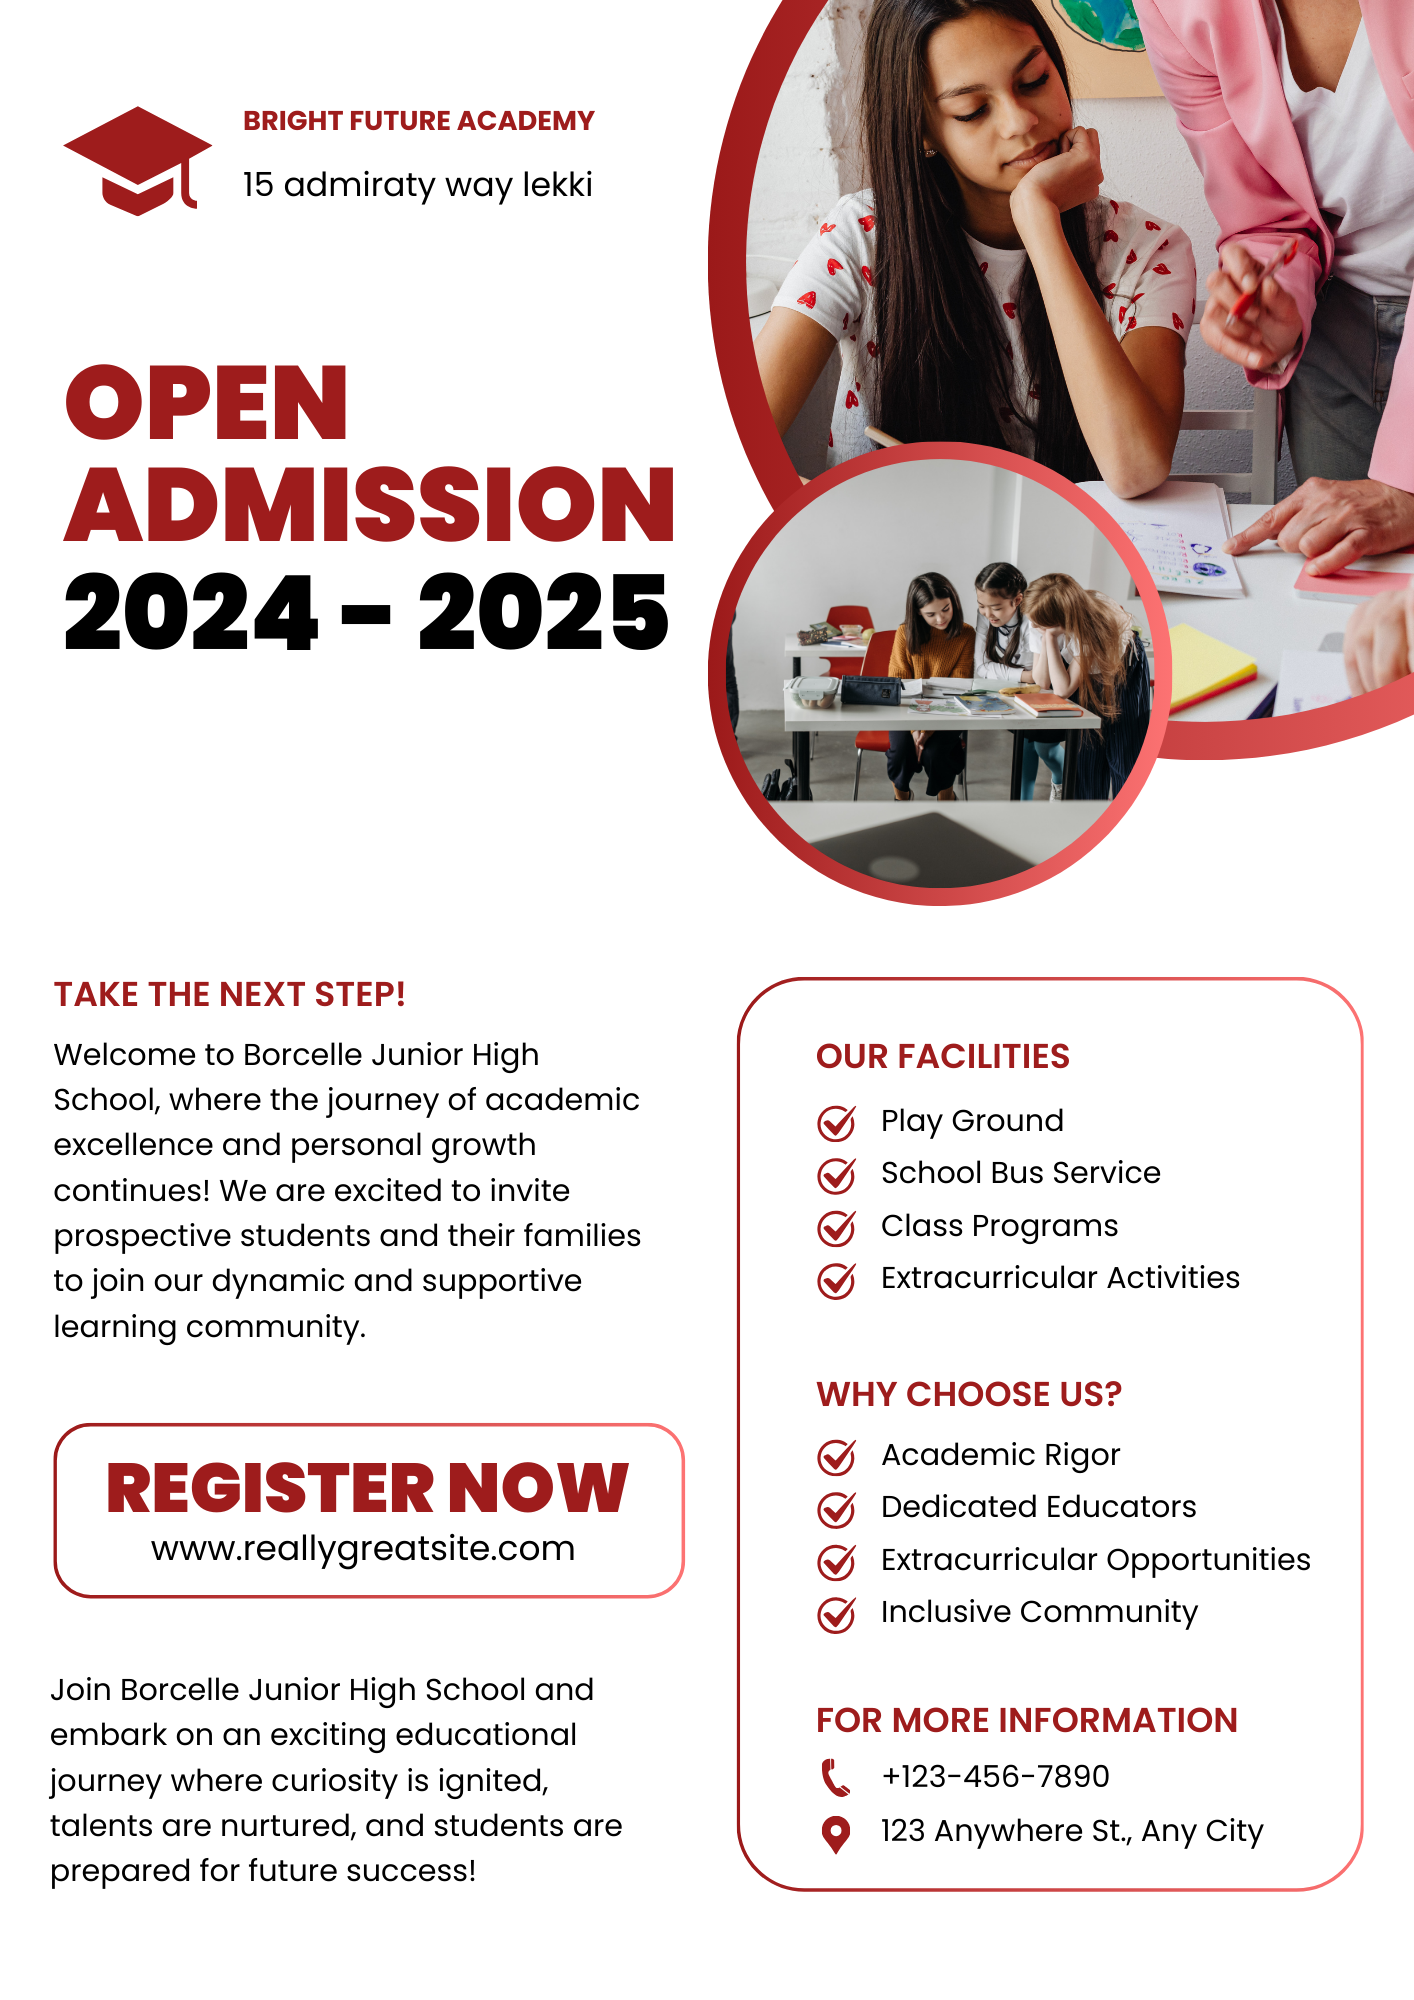 BRIGHT FUTURE ACADEMY
15 admiraty way lekki
OPEN
ADMISSION
2024 - 2025
TAKE THE NEXT STEP!
Welcome to Borcelle Junior High
School, where the journey of academic
excellence and personal growth
continues! We are excited to invite
prospective students and their families
to join our dynamic and supportive
learning community.
REGISTER NOW
www.reallygreatsite.com
Join Borcelle Junior High School and
embark on an exciting educational
journey where curiosity is ignited,
talents are nurtured, and students are
prepared for future success!
OUR FACILITIES
Play Ground
School Bus Service
Class Programs
Extracurricular Activities
WHY CHOOSE US?
Academic Rigor
Dedicated Educators
Extracurricular Opportunities
Inclusive Community
FOR MORE INFORMATION
+123-456-7890
123 Anywhere St., Any City